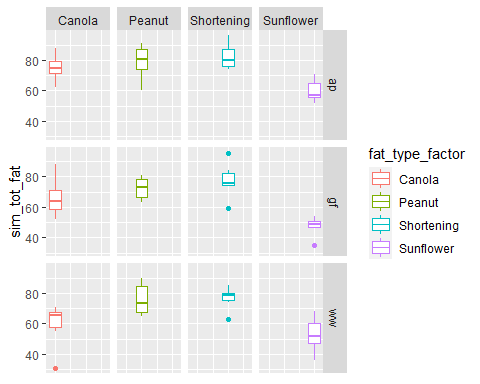 Canola Peanut Shortening Sunflower
80
60
40
ap
80
60
40
gf
80
60
40
ww
sim_tot_fat
fat_type_factor
Canola
Peanut
Shortening
Sunflower